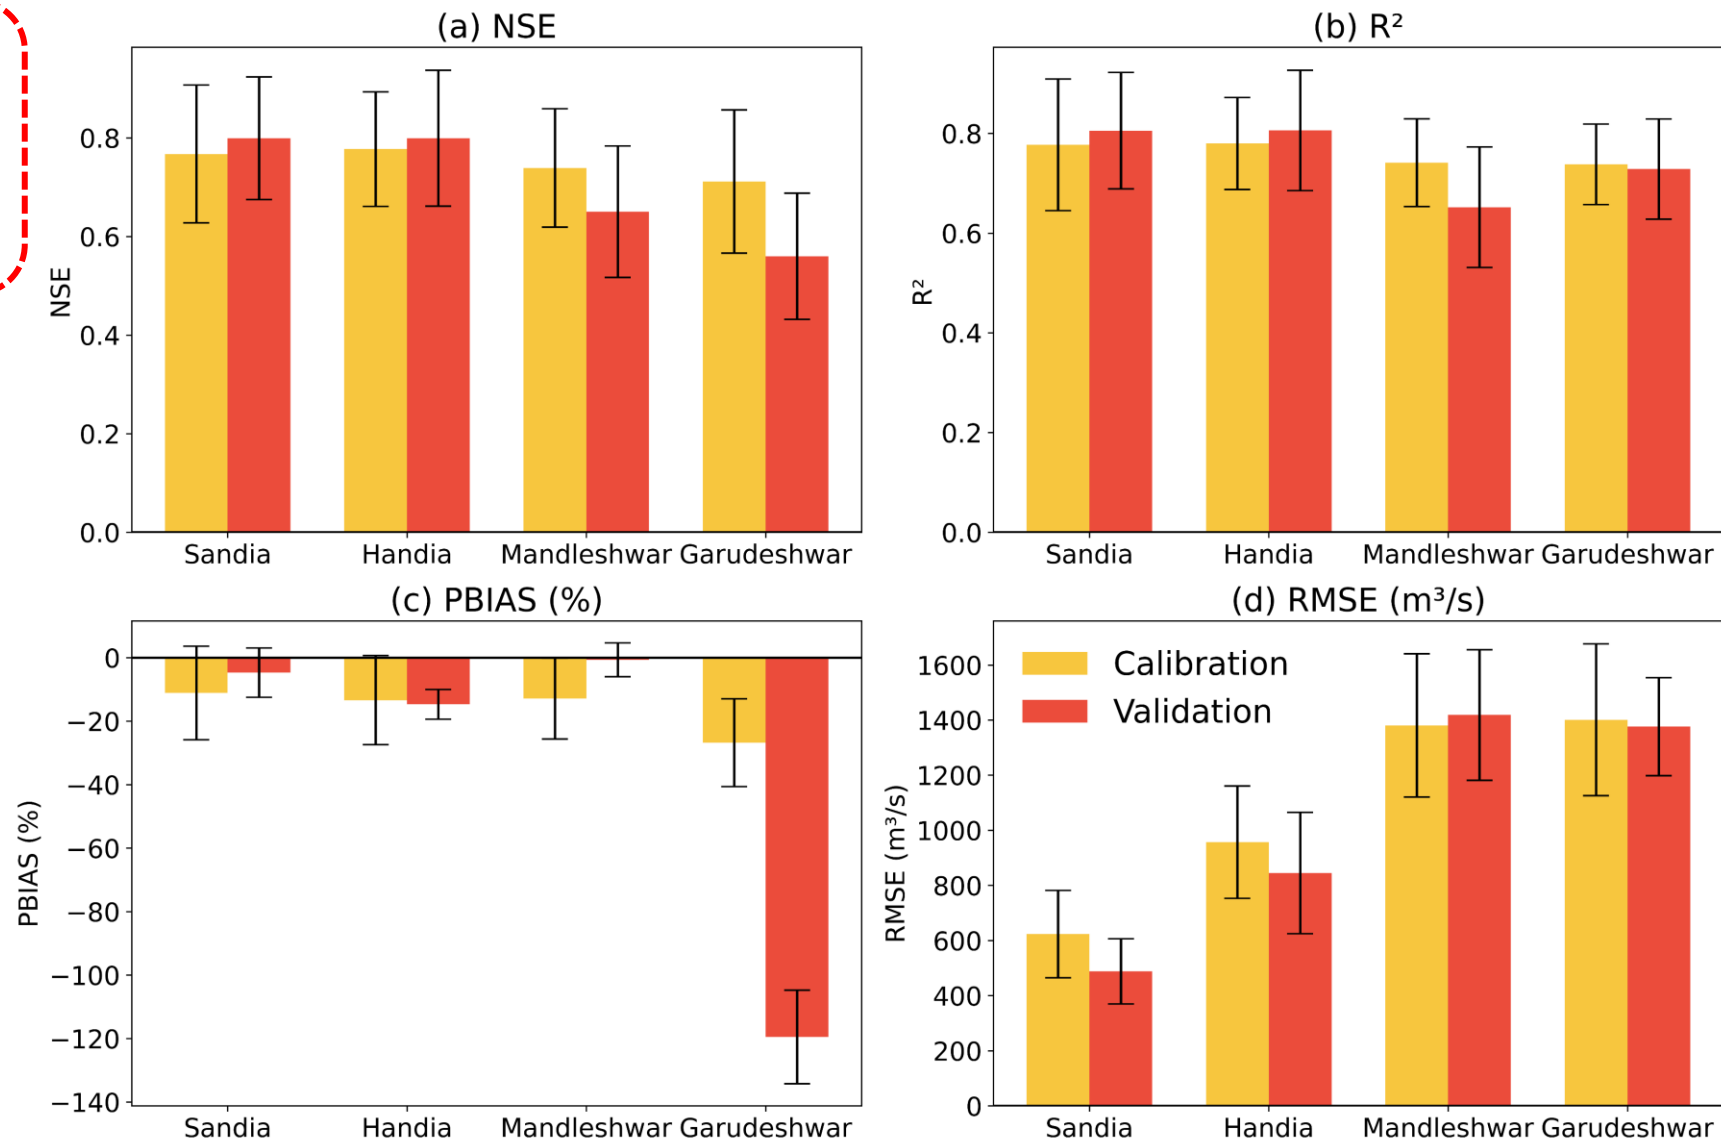 (a) NSE
NSE
0.8
0.6
0.4
0.2
0.0
Sandia Handia Mandleshwar Garudeshwar
(b) R²
R²
0.8
0.6
0.4
0.2
0.0
Sandia Handia Mandleshwar Garudeshwar
(c) PBIAS (%)
PBIAS (%)
0
−20
−40
−60
−80
−100
−120
−140
Sandia Handia Mandleshwar Garudeshwar
(d) RMSE (m³/s)
RMSE (m³/s)
1600
1400
1200
1000
800
600
400
200
0
Calibration
Validation
Sandia Handia Mandleshwar Garudeshwar